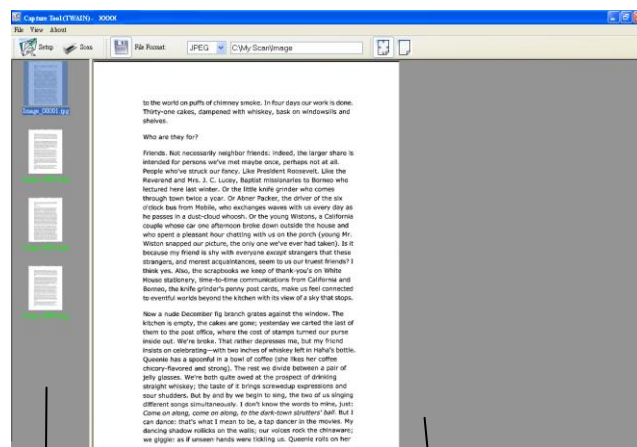 Capture Tool (TWAIN) - XXXX
File View About
Setup Scan File Format: JPEG C:\My Scan\Image
Image_00001.jpg
to the world on puffs of chimney smoke. In four days our work is done.
Thirty-one cakes, dampened with whiskey, bask on windowsills and
shelves.
Who are they for?
Friends. Not necessarily neighbor friends: indeed, the larger share is
intended for persons we've met maybe once, perhaps not at all.
People who've struck our fancy. Like President Roosevelt. Like the
Reverend and Mrs. J. C. Lucey, Baptist missionaries to Borneo who
lectured here last winter. Or the little knife grinder who comes
through town twice a year. Or Abner Packer, the driver of the six
o'clock bus from Mobile, who exchanges waves with us every day as
he passes in a dust-cloud whoosh. Or the young Wistons, a California
couple whose car one afternoon broke down outside the house and
who spent a pleasant hour chatting with us on the porch (young Mr.
Wiston snapped our picture, the only one we've ever had taken). Is it
because my friend is shy with everyone except strangers that these
strangers, and merest acquaintances, seem to us our truest friends? I
think yes. Also, the scrapbooks we keep of thank-you's on White
House stationery, time-to-time communications from California and
Borneo, the knife grinder's penny post cards, make us feel connected
to eventful worlds beyond the kitchen with its view of a sky that stops.
Now a nude December fig branch grates against the window. The
kitchen is empty, the cakes are gone; yesterday we carted the last of
them to the post office, where the cost of stamps turned our purse
inside out. We're broke. That rather depresses me, but my friend
insists on celebrating—with two inches of whiskey left in Haha's bottle.
Queenie has a spoonful in a bowl of coffee (she likes her coffee
chicory-flavored and strong). The rest we divide between a pair of
jelly glasses. We're both quite awed at the prospect of drinking
straight whiskey; the taste of it brings screwedup expressions and
sour shudders. But by and by we begin to sing, the two of us singing
different songs simultaneously. I don't know the words to mine, just:
Come on along, come on along, to the dark-town strutters' ball. But I
can dance: that's what I mean to be, a tap dancer in the movies. My
dancing shadow rollicks on the walls; our voices rock the chinaware;
we giggle: as if unseen hands were tickling us. Queenie rolls on her